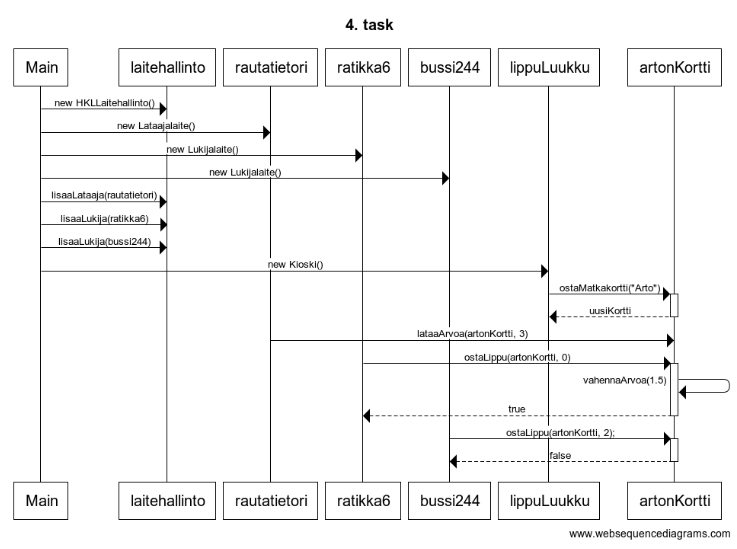 4. task
Main laitehallinto rautatietori ratikka6 bussi244 lippuLuukku artonKortti
new HKLLaitehallinto()
new Lataajalaite()
new Lukijalaite()
new Lukijalaite()
lisaaLataaja(rautatietori)
lisaaLukija(ratikka6)
lisaaLukija(bussi244)
new Kioski()
ostaMatkakortti("Arto")
uusiKortti
lataaArvoa(artonKortti, 3)
ostaLippu(artonKortti, 0)
vahennaArvoa(1.5)
true
ostaLippu(artonKortti, 2);
false
Main laitehallinto rautatietori ratikka6 bussi244 lippuLuukku artonKortti
www.websequencediagrams.com